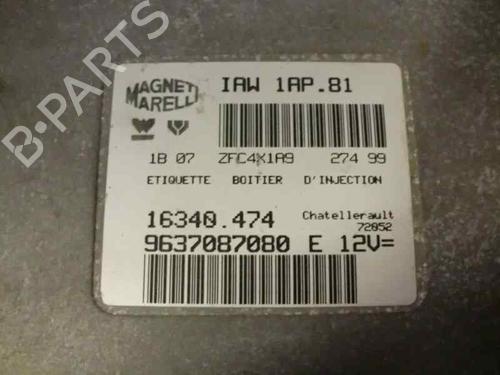 MAGNETI
MARELLI
IAW 1AP.81
1B 07 ZFC4X1A9 274 99
ETIQUETTE BOITIER D'INJECTION
16340.474
Chatellerault
72852
9637087080 E 12V=
B-PARTS